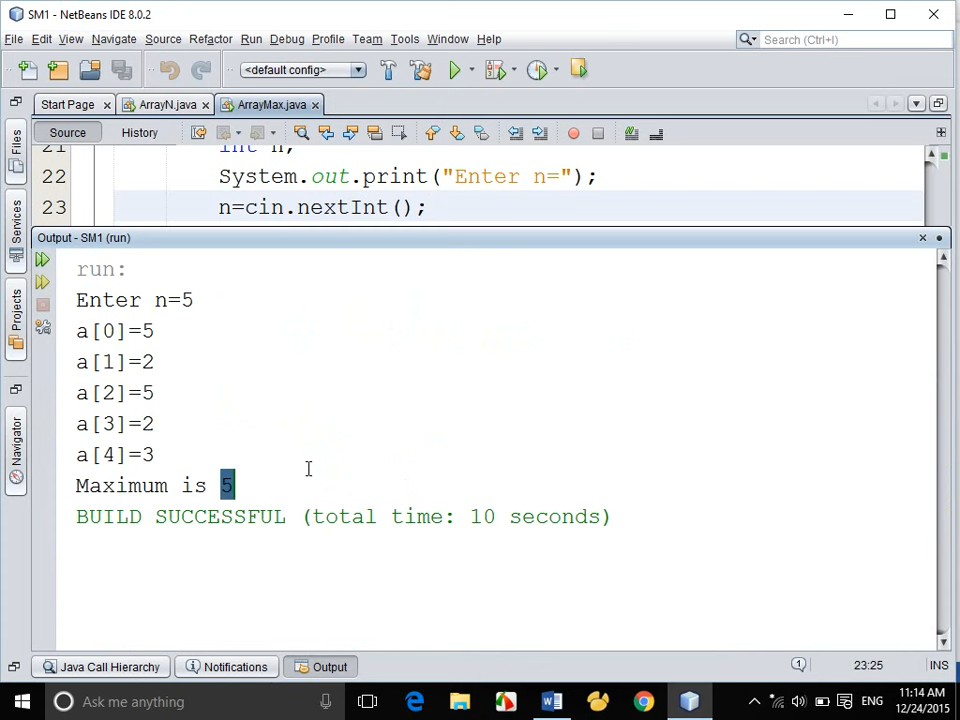 SM1 - NetBeans IDE 8.0.2
File Edit View Navigate Source Refactor Run Debug Profile Team Tools Window Help
Search (Ctrl+I)
<default config>
Start Page ArrayN.java ArrayMax.java
Source History
21 int n;
22 System.out.print("Enter n=");
23 n=cin.nextInt();
Output - SM1 (run)
run:
Enter n=5
a[0]=5
a[1]=2
a[2]=5
a[3]=2
a[4]=3
Maximum is 5
BUILD SUCCESSFUL (total time: 10 seconds)
Files
Services
Projects
Navigator
Java Call Hierarchy Notifications Output
1 23:25 INS
Ask me anything
ENG
11:14 AM
12/24/2015